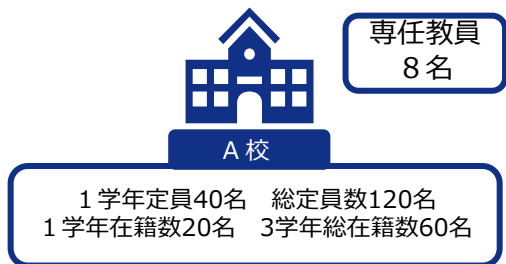 専任教員
８名
Ａ校
１学年定員40名　総定員数120名
１学年在籍数20名　3学年総在籍数60名